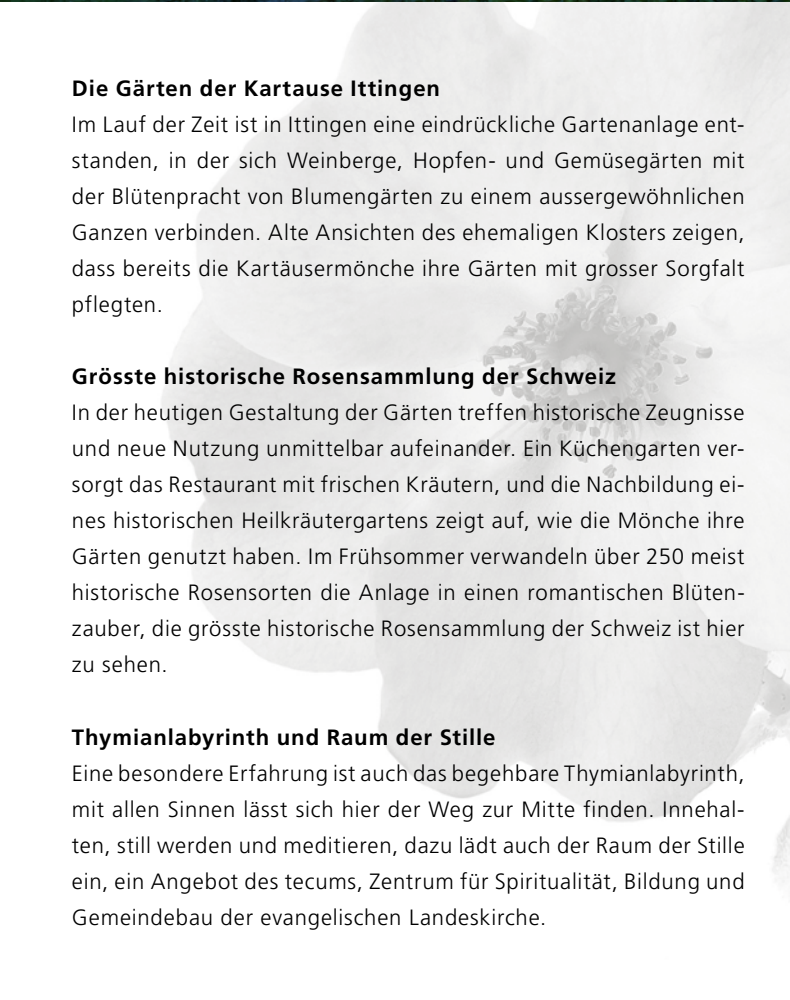 Die Gärten der Kartause Ittingen
Im Lauf der Zeit ist in Ittingen eine eindrückliche Gartenanlage ent-
standen, in der sich Weinberge, Hopfen- und Gemüsegärten mit
der Blütenpracht von Blumengärten zu einem aussergewöhnlichen
Ganzen verbinden. Alte Ansichten des ehemaligen Klosters zeigen,
dass bereits die Kartäusermönche ihre Gärten mit grosser Sorgfalt
pflegten.
Grösste historische Rosensammlung der Schweiz
In der heutigen Gestaltung der Gärten treffen historische Zeugnisse
und neue Nutzung unmittelbar aufeinander. Ein Küchengarten ver-
sorgt das Restaurant mit frischen Kräutern, und die Nachbildung ei-
nes historischen Heilkräutergartens zeigt auf, wie die Mönche ihre
Gärten genutzt haben. Im Frühsommer verwandeln über 250 meist
historische Rosensorten die Anlage in einen romantischen Blüten-
zauber, die grösste historische Rosensammlung der Schweiz ist hier
zu sehen.
Thymianlabyrinth und Raum der Stille
Eine besondere Erfahrung ist auch das begehbare Thymianlabyrinth,
mit allen Sinnen lässt sich hier der Weg zur Mitte finden. Innehal-
ten, still werden und meditieren, dazu lädt auch der Raum der Stille
ein, ein Angebot des tecums, Zentrum für Spiritualität, Bildung und
Gemeindebau der evangelischen Landeskirche.